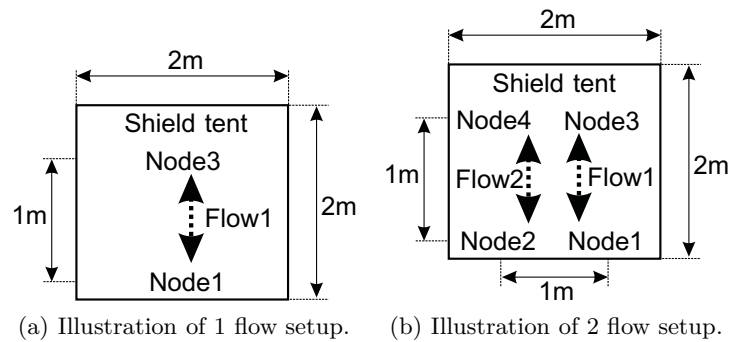 2m
Shield tent
Node3
1m
Flow1
2m
Node1
(a) Illustration of 1 flow setup.
2m
Shield tent
Node4 Node3
1m
Flow2 Flow1
2m
Node2 Node1
1m
(b) Illustration of 2 flow setup.